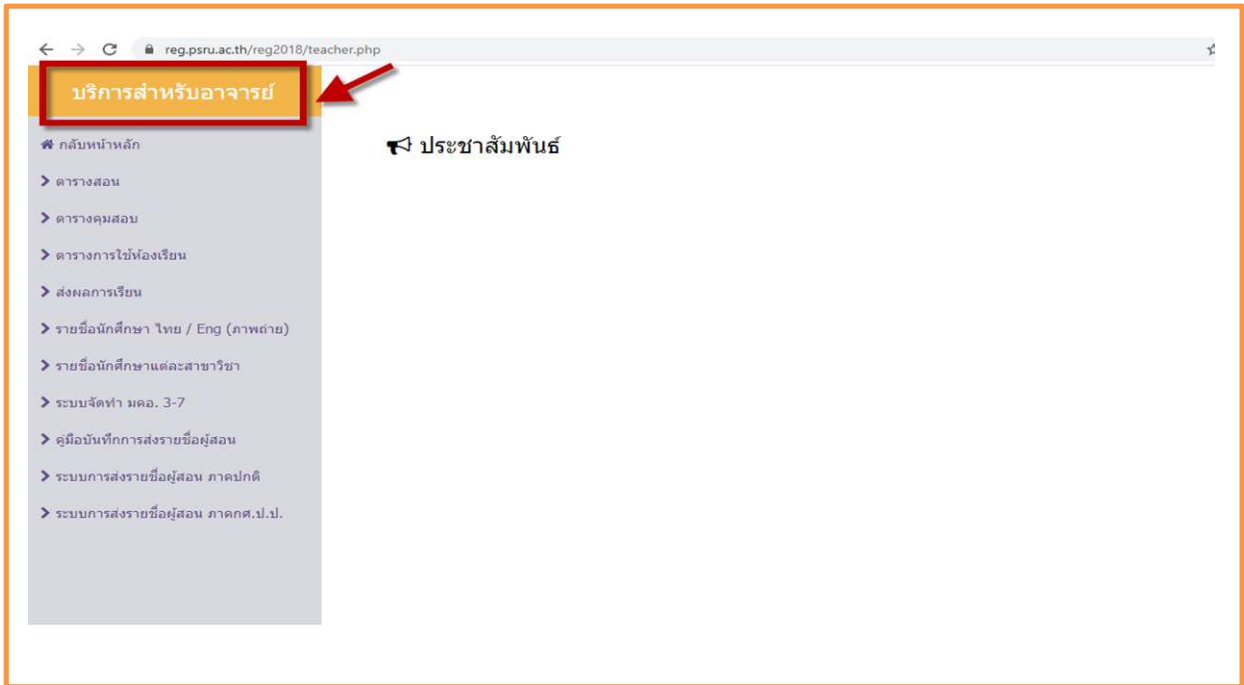 reg.psru.ac.th/reg2018/teacher.php
บริการสำหรับอาจารย์
กลับหน้าหลัก
ประชาสัมพันธ์
ตารางสอน
ตารางคุมสอบ
ตารางการใช้ห้องเรียน
ส่งผลการเรียน
รายชื่อนักศึกษา ไทย / Eng (ภาพถ่าย)
รายชื่อนักศึกษาแต่ละสาขาวิชา
ระบบจัดทำ มคอ. 3-7
คู่มือบันทึกการส่งรายชื่อผู้สอน
ระบบการส่งรายชื่อผู้สอน ภาคปกติ
ระบบการส่งรายชื่อผู้สอน ภาคกศ.ป.ป.